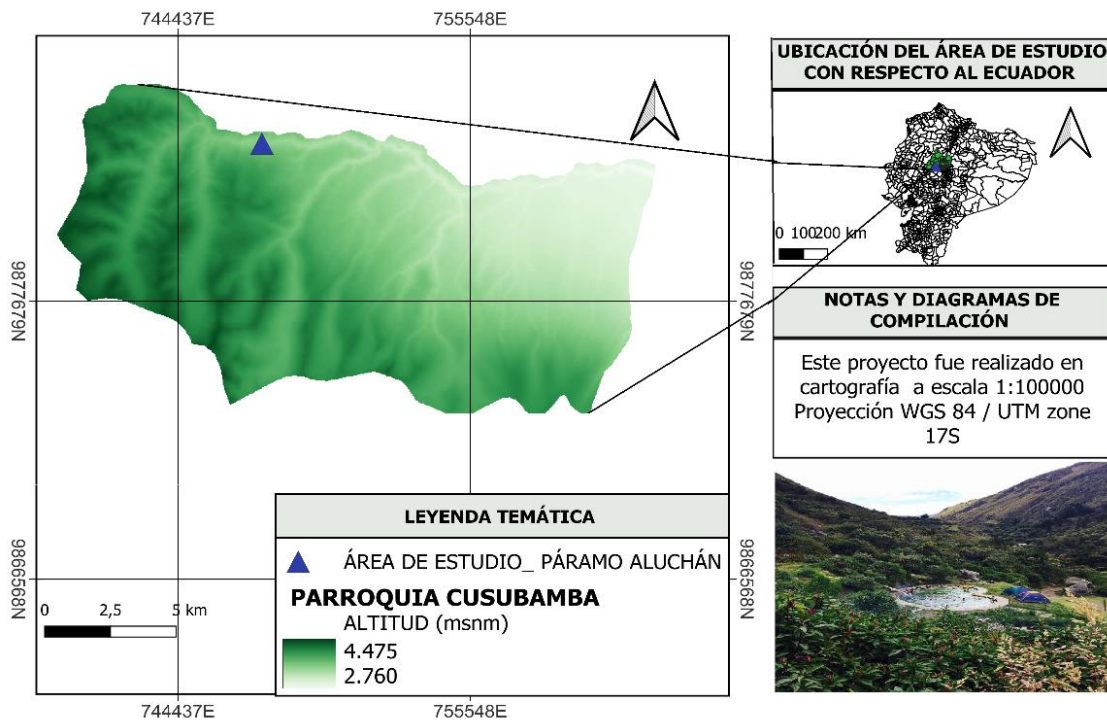 744437E
755548E
9877679N
9877679N
9866568N
9866568N
UBICACIÓN DEL ÁREA DE ESTUDIO
CON RESPECTO AL ECUADOR
0 100200 km
NOTAS Y DIAGRAMAS DE
COMPILACIÓN
Este proyecto fue realizado en
cartografía a escala 1:100000
Proyección WGS 84 / UTM zone
17S
LEYENDA TEMÁTICA
ÁREA DE ESTUDIO_ PÁRAMO ALUCHÁN
PARROQUIA CUSUBAMBA
ALTITUD (msnm)
4.475
2.760
0 2,5 5 km
744437E
755548E